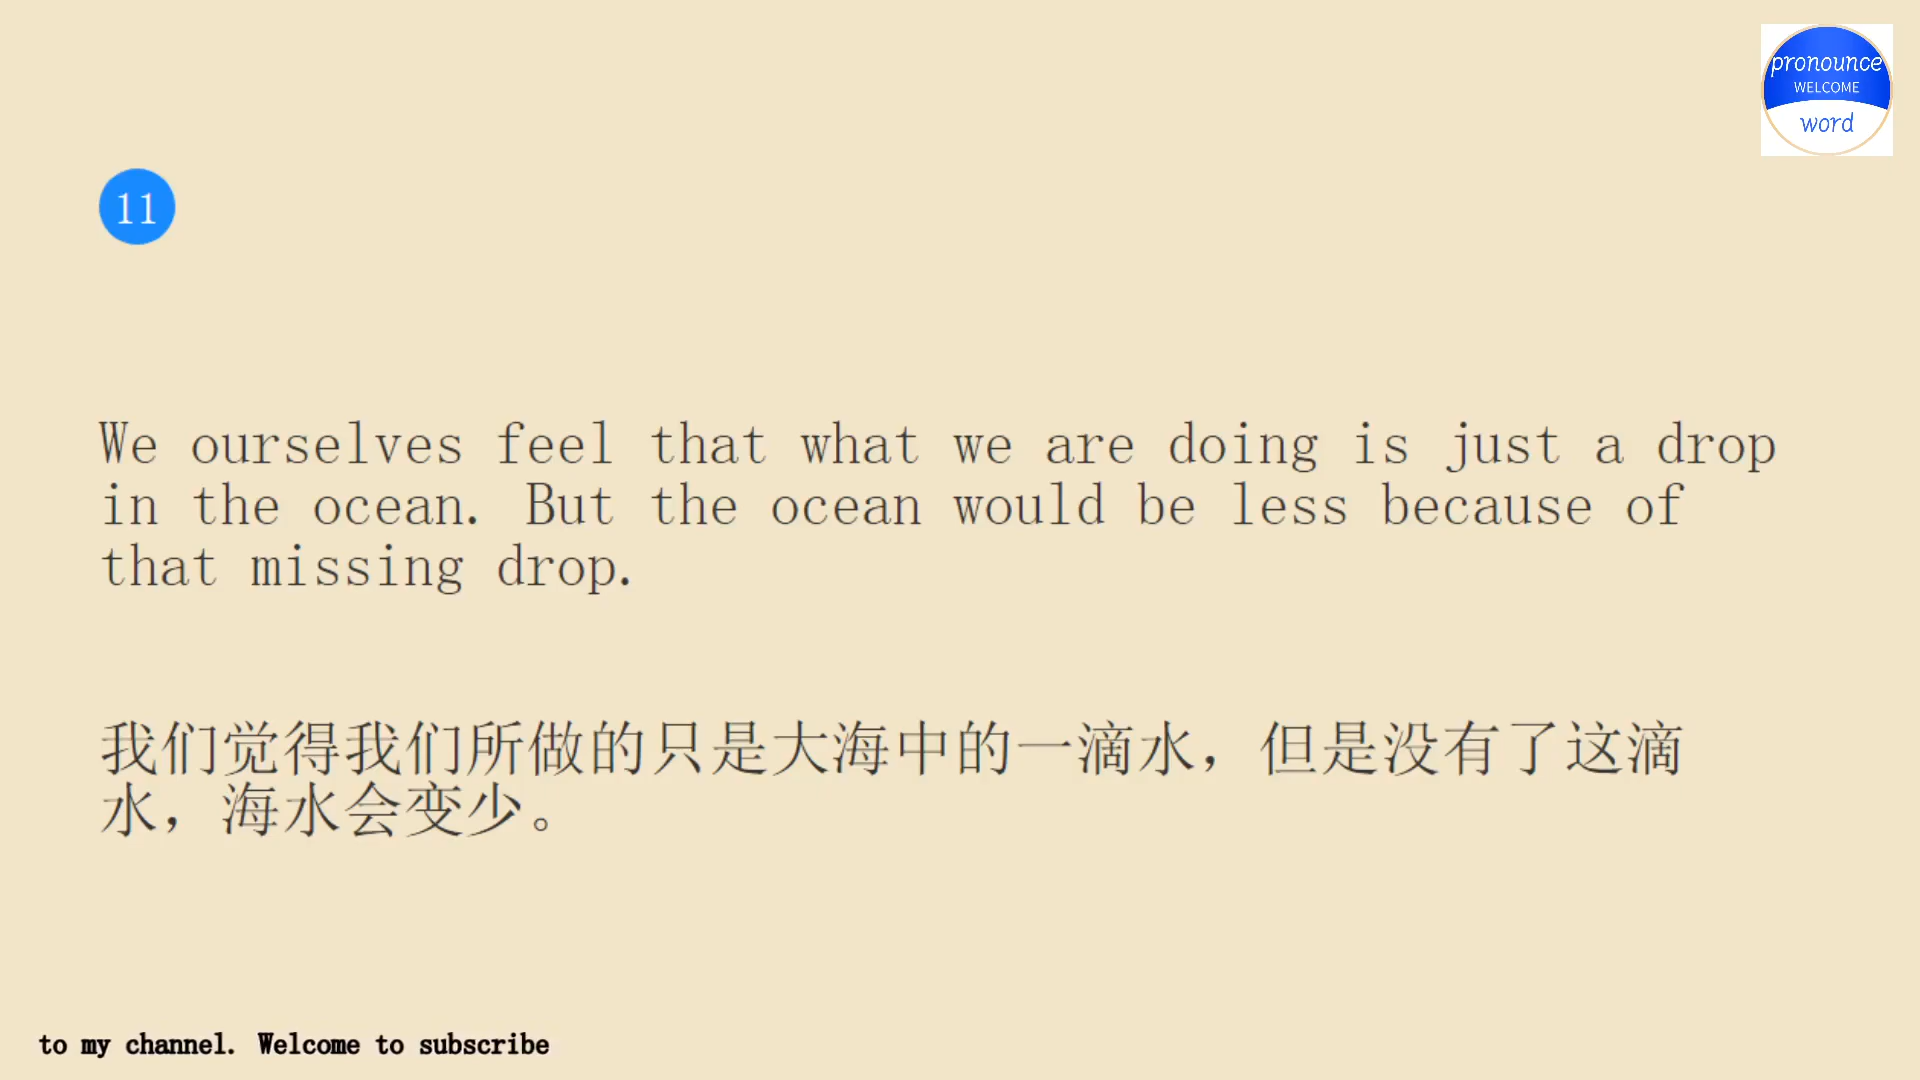 pronounce
WELCOME
word
11
We ourselves feel that what we are doing is just a drop
in the ocean. But the ocean would be less because of
that missing drop.
我们觉得我们所做的只是大海中的一滴水，但是没有了这滴
水，海水会变少。
to my channel. Welcome to subscribe